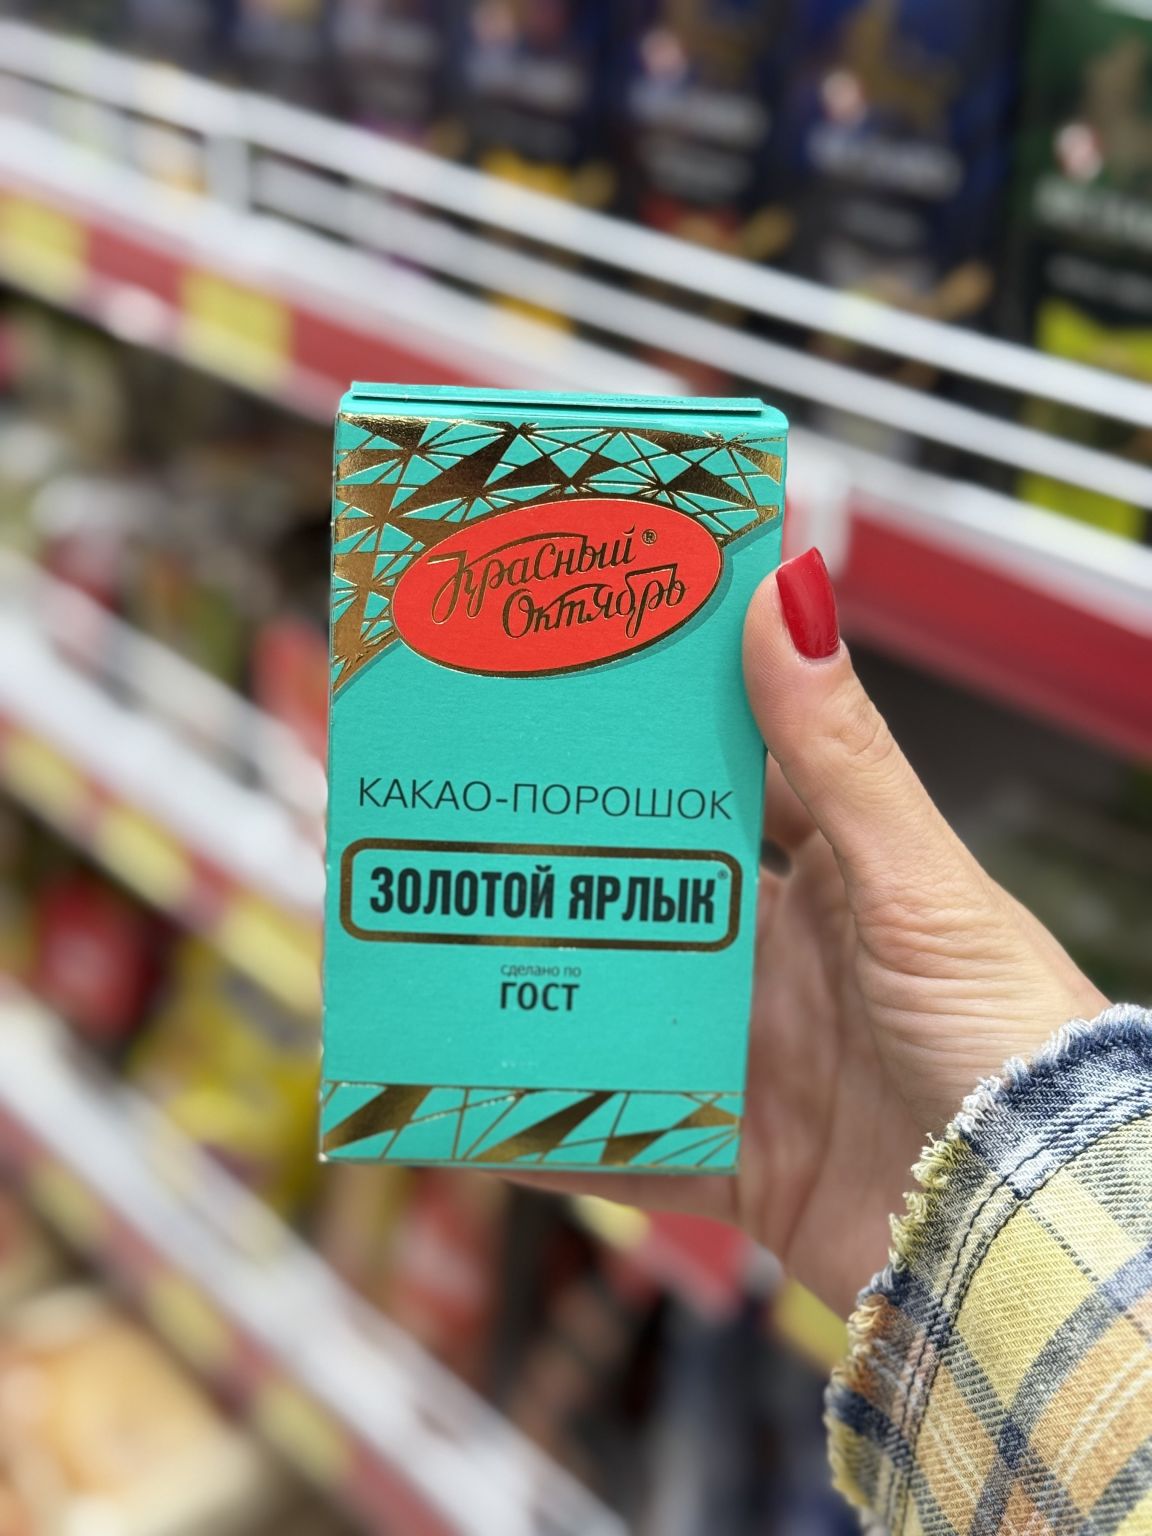 Красный®
Октябрь
КАКАО-ПОРОШОК
ЗОЛОТОЙ ЯРЛЫК®
сделано по
ГОСТ